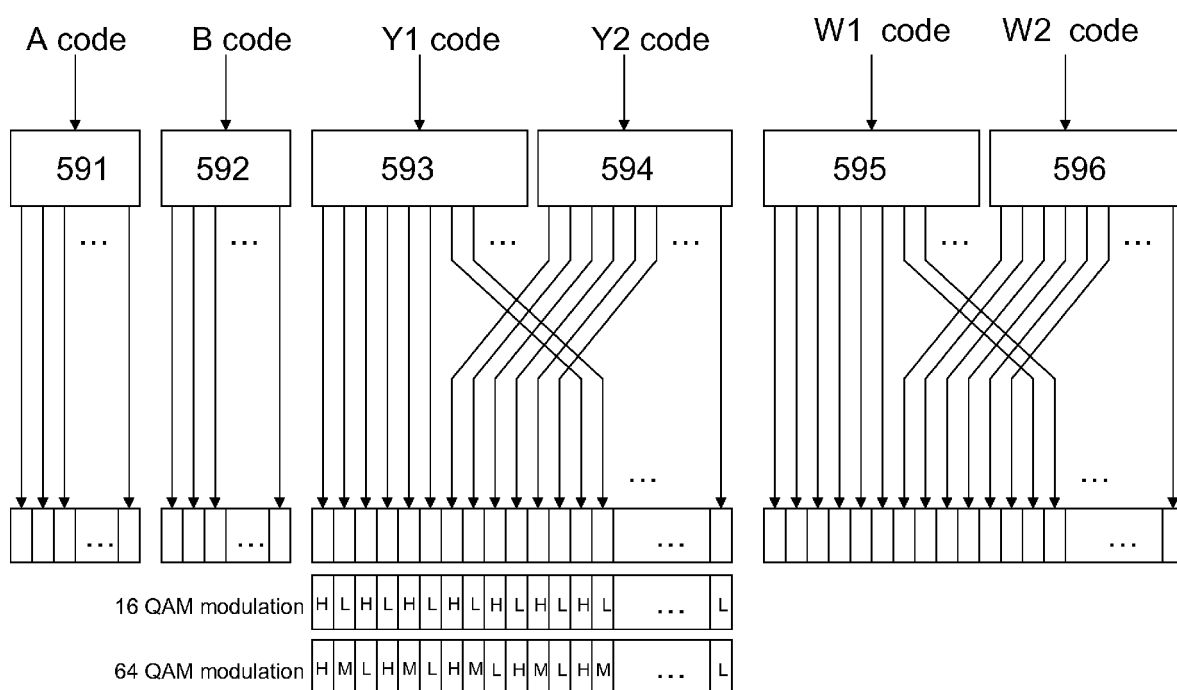 A code B code Y1 code Y2 code W1 code W2 code
591 592 593 594 595 596
... ... ... ... ... ...
... ...
... ... ... ...
16 QAM modulation H L H L H L H L H L H L H L ... L
64 QAM modulation H M L H M L H M L H M L H M ... L